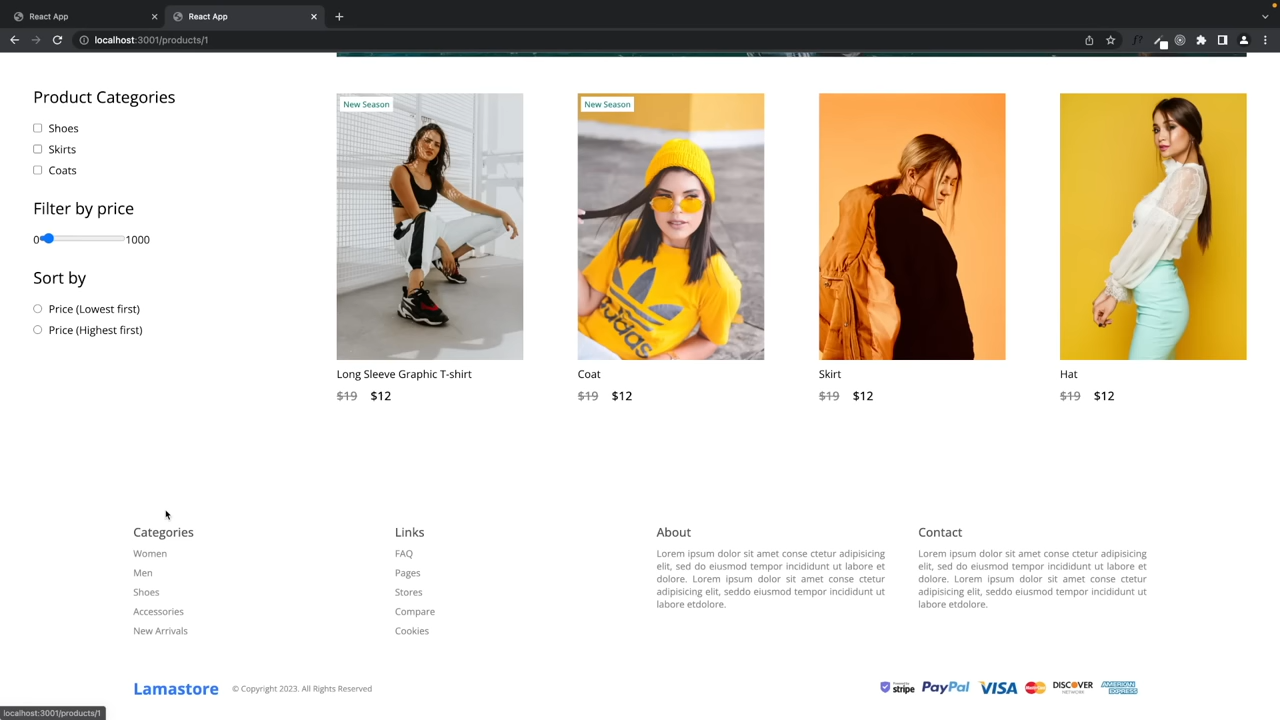 React App
React App
localhost:3001/products/1
Product Categories
Shoes
Skirts
Coats
Filter by price
0 1000
Sort by
Price (Lowest first)
Price (Highest first)
New Season
New Season
adidas
Long Sleeve Graphic T-shirt
$19 $12
Coat
$19 $12
Skirt
$19 $12
Hat
$19 $12
Categories
Women
Men
Shoes
Accessories
New Arrivals
Links
FAQ
Pages
Stores
Compare
Cookies
About
Lorem ipsum dolor sit amet conse ctetur adipisicing
elit, sed do eiusmod tempor incididunt ut labore et
dolore. Lorem ipsum dolor sit amet conse ctetur
adipisicing elit, seddo eiusmod tempor incididunt ut
labore etdolore.
Contact
Lorem ipsum dolor sit amet conse ctetur adipisicing
elit, sed do eiusmod tempor incididunt ut labore et
dolore. Lorem ipsum dolor sit amet conse ctetur
adipisicing elit, seddo eiusmod tempor incididunt ut
labore etdolore.
Lamastore
© Copyright 2023. All Rights Reserved
stripe
PayPal
VISA
DISCOVER
NETWORK
AMERICAN
EXPRESS
localhost:3001/products/1